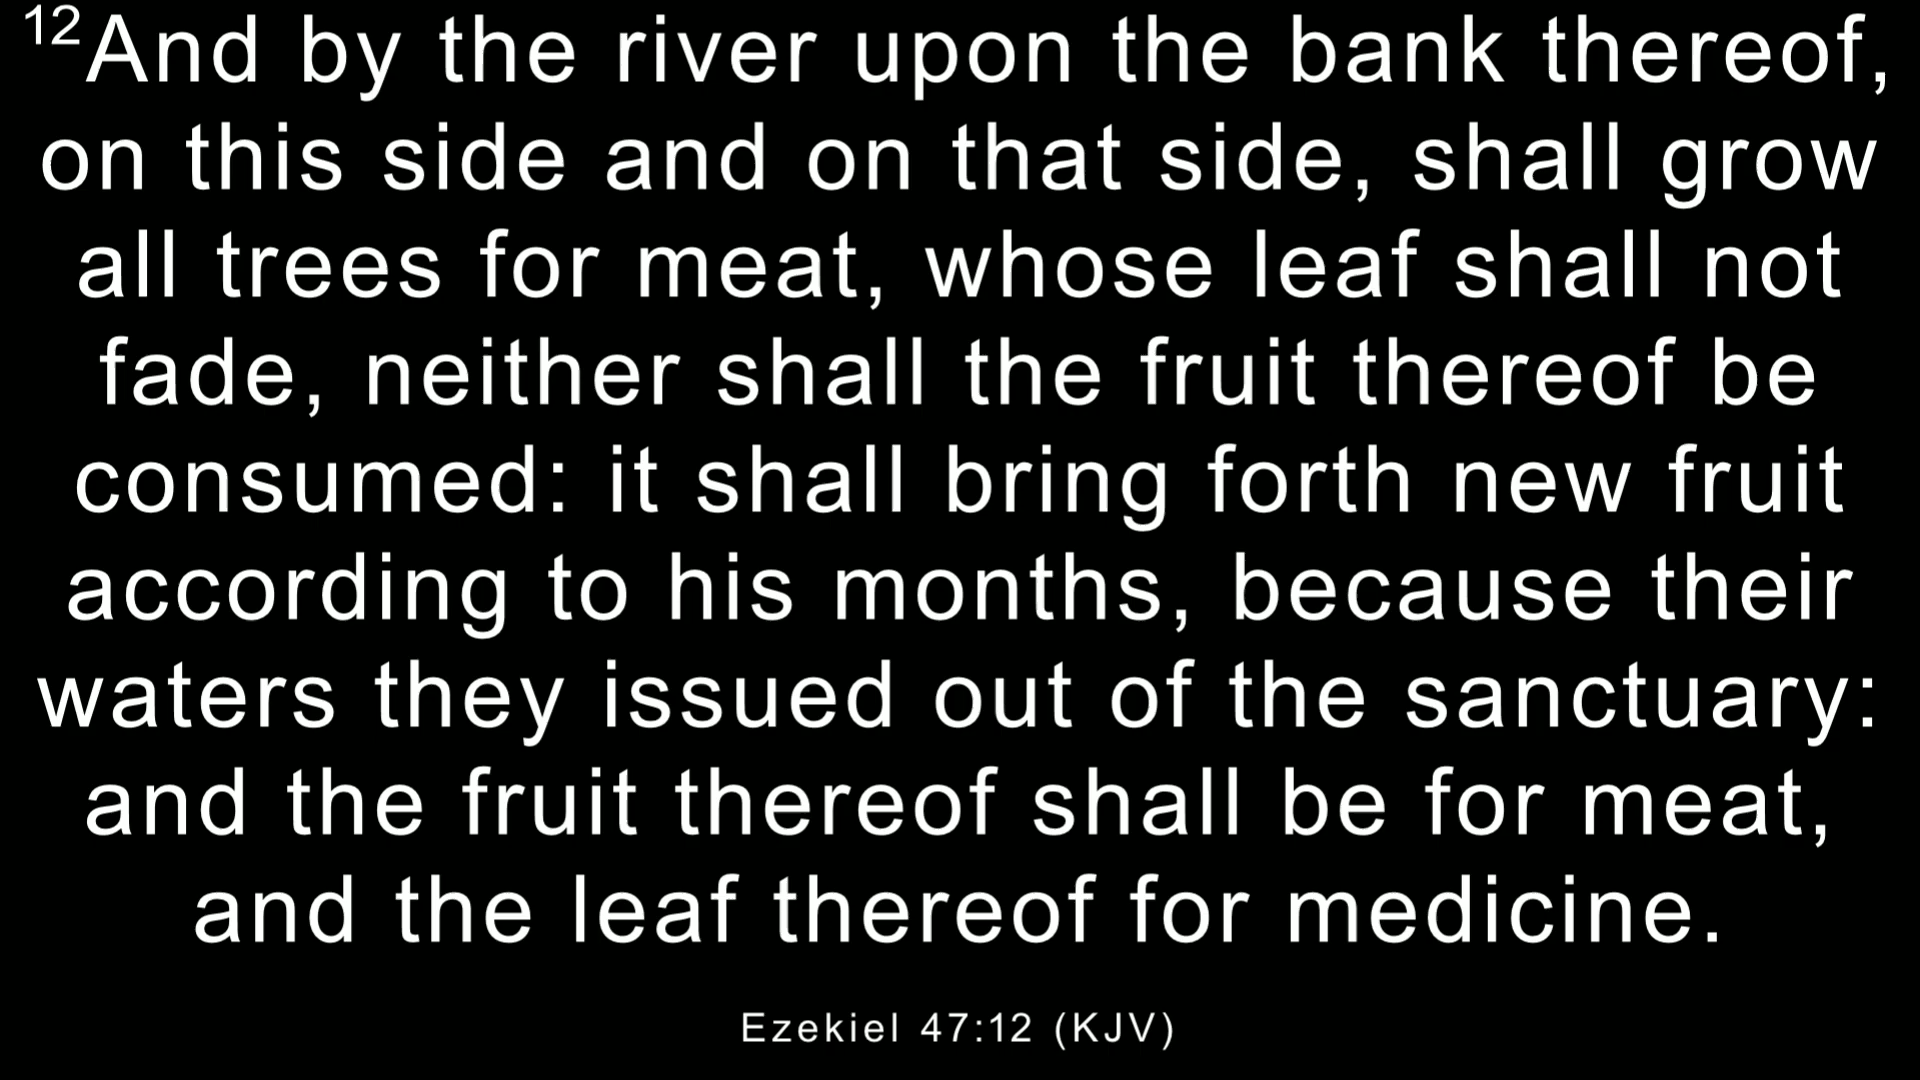 12And by the river upon the bank thereof,
on this side and on that side, shall grow
all trees for meat, whose leaf shall not
fade, neither shall the fruit thereof be
consumed: it shall bring forth new fruit
according to his months, because their
waters they issued out of the sanctuary:
and the fruit thereof shall be for meat,
and the leaf thereof for medicine.
Ezekiel 47:12 (KJV)